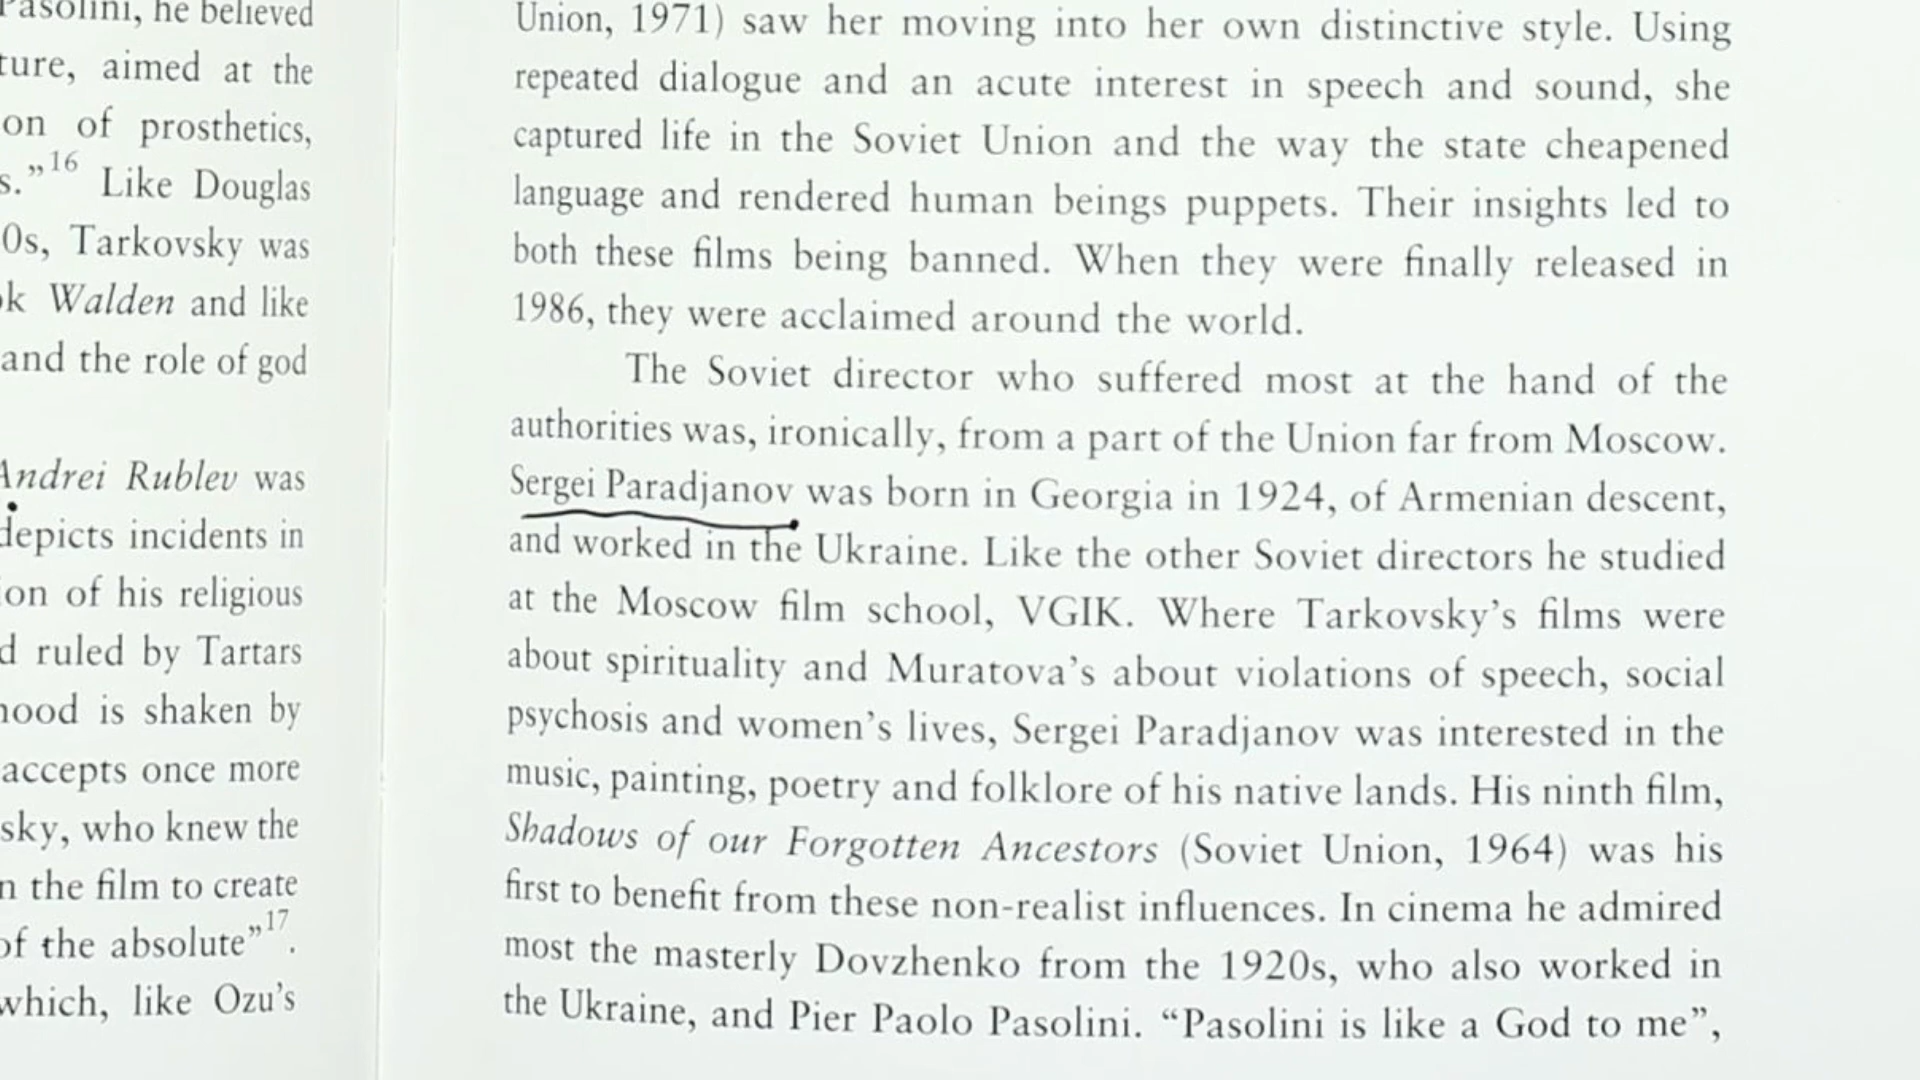 Pasolini, he believed
ture, aimed at the
on of prosthetics,
s.”16 Like Douglas
0s, Tarkovsky was
k Walden and like
and the role of god
Andrei Rublev was
depicts incidents in
ion of his religious
d ruled by Tartars
hood is shaken by
accepts once more
sky, who knew the
n the film to create
of the absolute”17.
which, like Ozu’s
Union, 1971) saw her moving into her own distinctive style. Using
repeated dialogue and an acute interest in speech and sound, she
captured life in the Soviet Union and the way the state cheapened
language and rendered human beings puppets. Their insights led to
both these films being banned. When they were finally released in
1986, they were acclaimed around the world.
The Soviet director who suffered most at the hand of the
authorities was, ironically, from a part of the Union far from Moscow.
Sergei Paradjanov was born in Georgia in 1924, of Armenian descent,
and worked in the Ukraine. Like the other Soviet directors he studied
at the Moscow film school, VGIK. Where Tarkovsky’s films were
about spirituality and Muratova’s about violations of speech, social
psychosis and women’s lives, Sergei Paradjanov was interested in the
music, painting, poetry and folklore of his native lands. His ninth film,
Shadows of our Forgotten Ancestors (Soviet Union, 1964) was his
first to benefit from these non-realist influences. In cinema he admired
most the masterly Dovzhenko from the 1920s, who also worked in
the Ukraine, and Pier Paolo Pasolini. “Pasolini is like a God to me”,